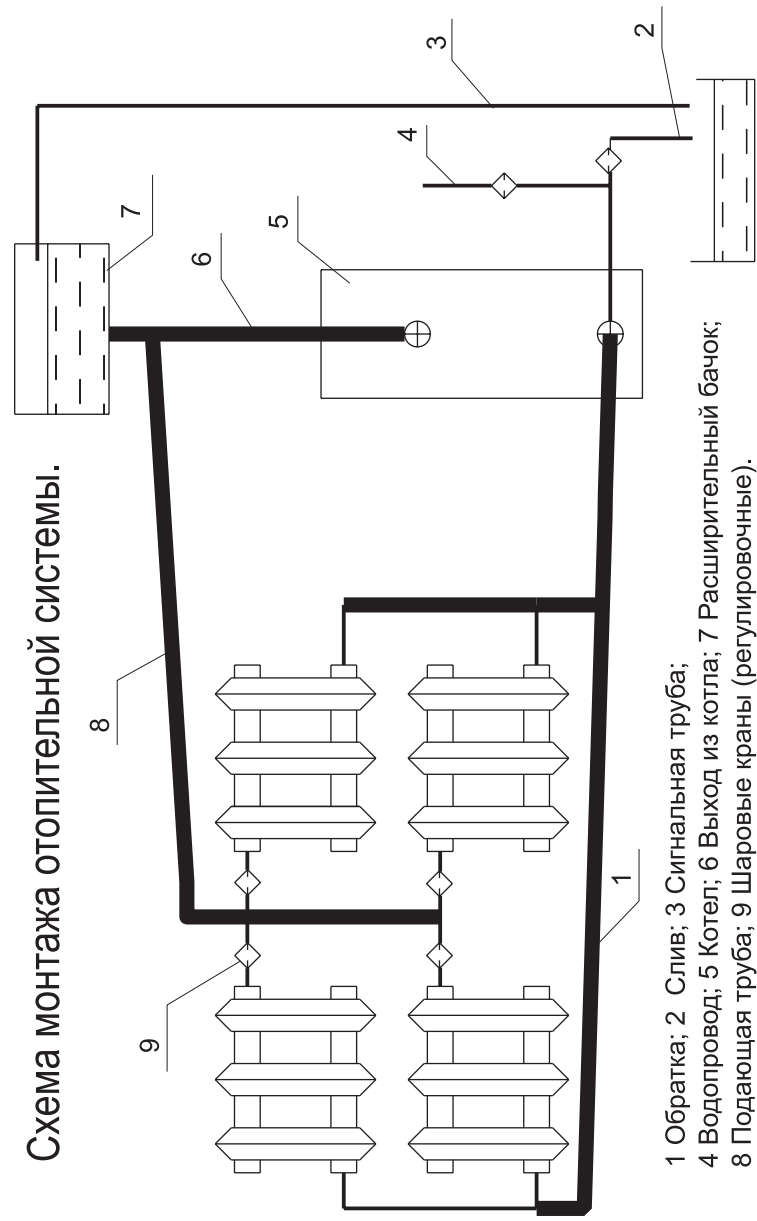 Схема монтажа отопительной системы.
7
3
2
4
5
6
8
9
1
1 Обратка; 2 Слив; 3 Сигнальная труба;
4 Водопровод; 5 Котел; 6 Выход из котла; 7 Расширительный бачок;
8 Подающая труба; 9 Шаровые краны (регулировочные).